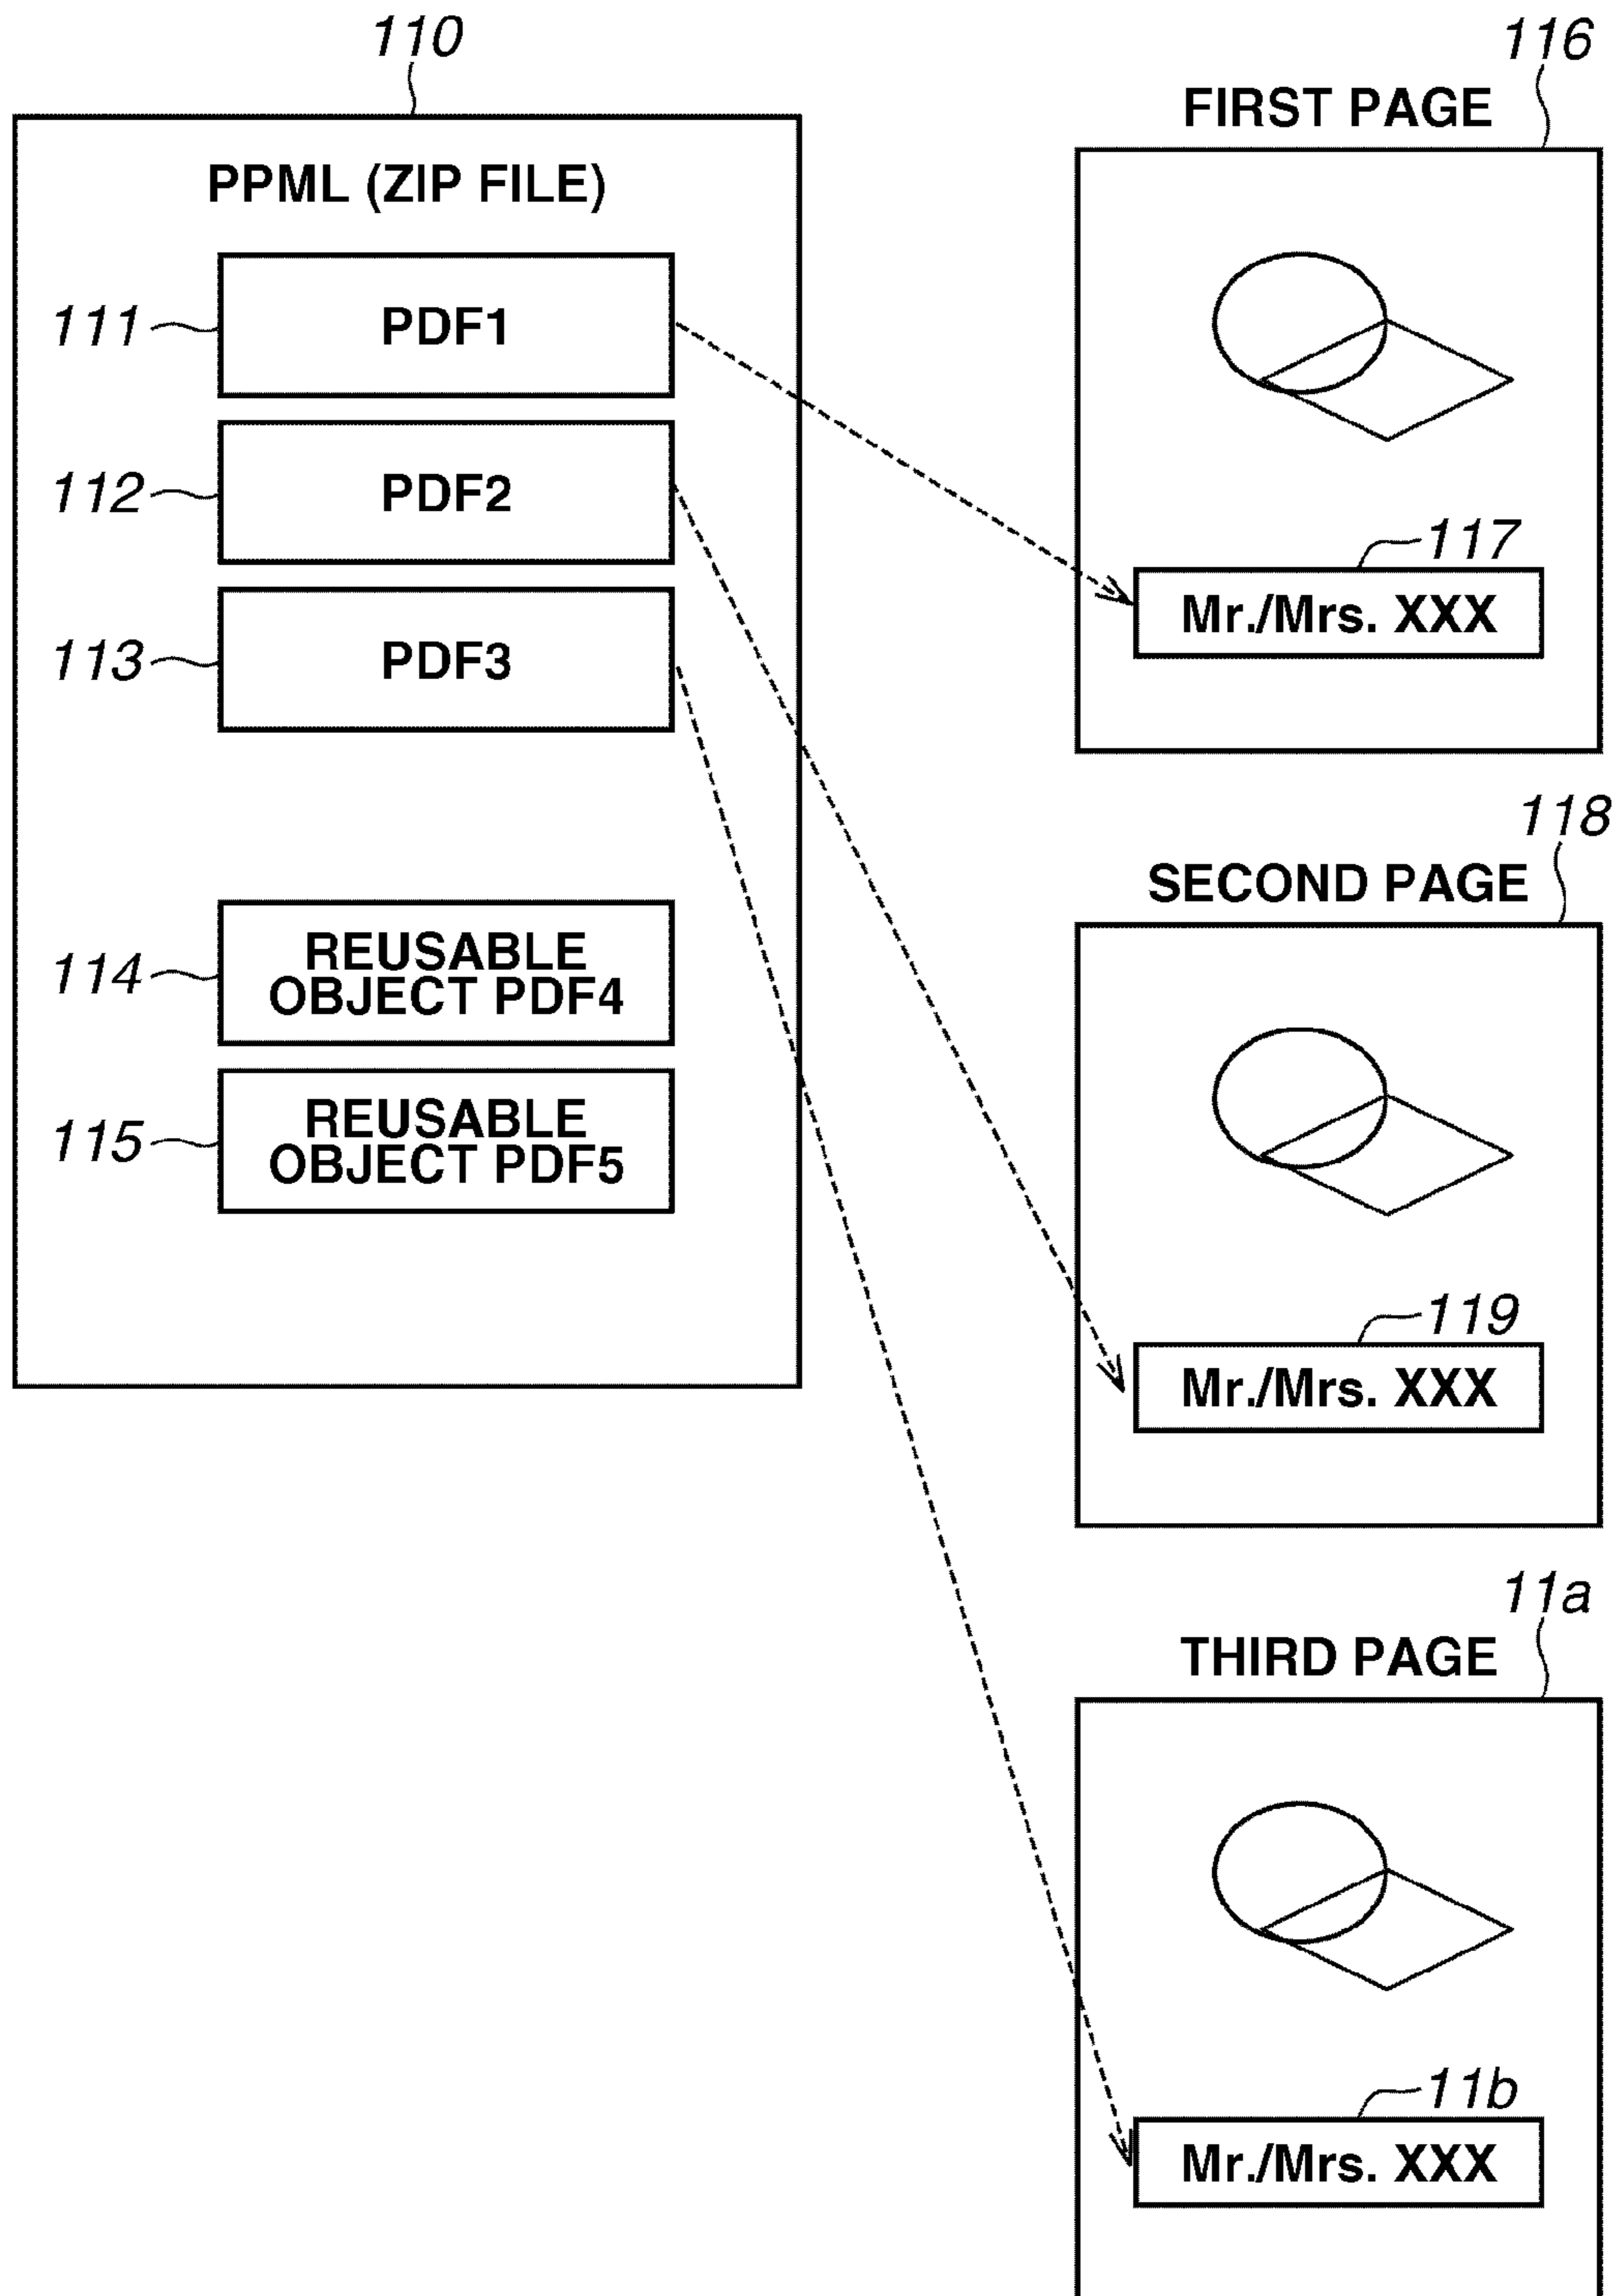 110
PPML (ZIP FILE)
111
PDF1
112
PDF2
113
PDF3
114
REUSABLE
OBJECT PDF4
115
REUSABLE
OBJECT PDF5
116
FIRST PAGE
117
Mr./Mrs. XXX
118
SECOND PAGE
119
Mr./Mrs. XXX
11a
THIRD PAGE
11b
Mr./Mrs. XXX